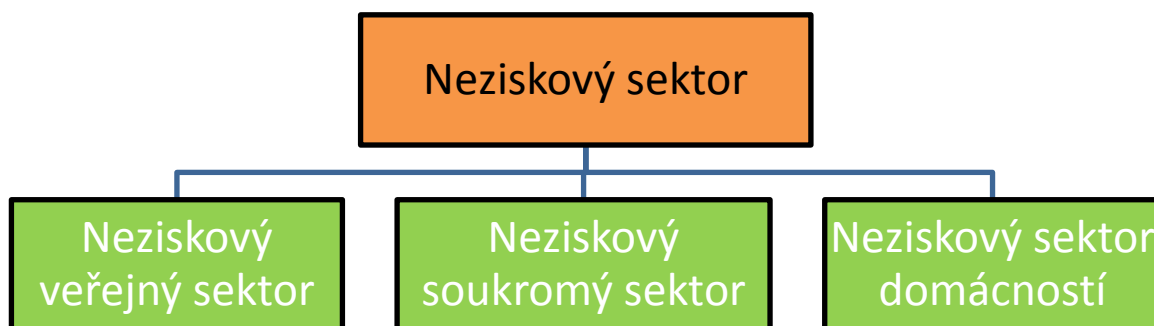 Neziskový sektor
Neziskový
veřejný sektor
Neziskový
soukromý sektor
Neziskový sektor
domácností